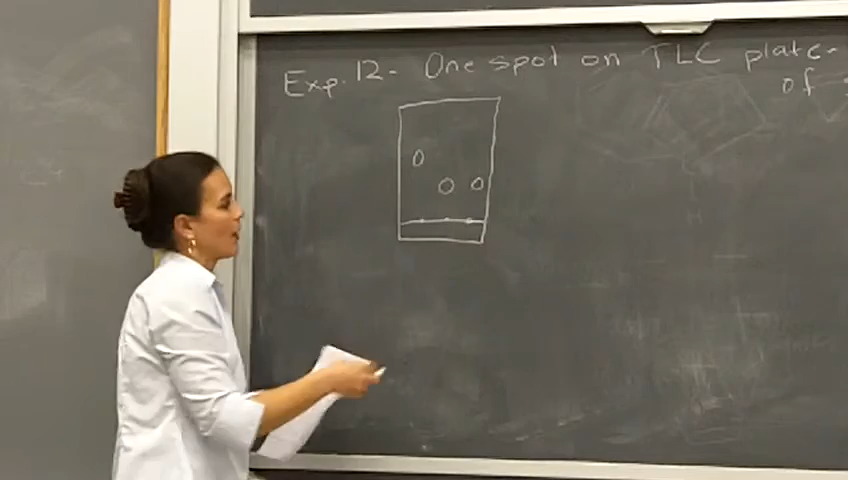 Exp. 12- One spot on TLC plate-
of